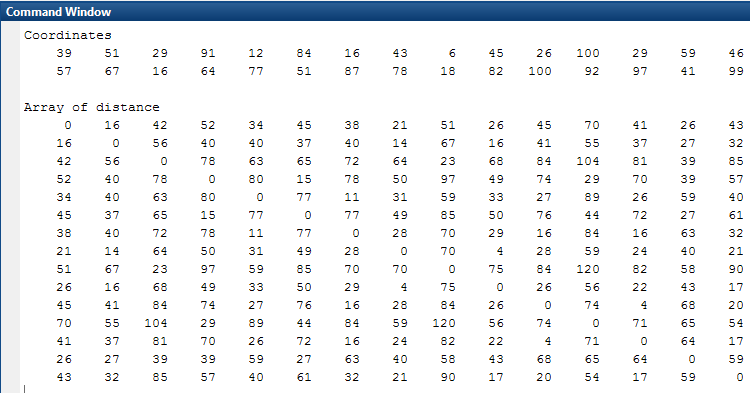 Command Window
Coordinates
39 51 29 91 12 84 16 43 6 45 26 100 29 59 46
57 67 16 64 77 51 87 78 18 82 100 92 97 41 99
Array of distance
0 16 42 52 34 45 38 21 51 26 45 70 41 26 43
16 0 56 40 40 37 40 14 67 16 41 55 37 27 32
42 56 0 78 63 65 72 64 23 68 84 104 81 39 85
52 40 78 0 80 15 78 50 97 49 74 29 70 39 57
34 40 63 80 0 77 11 31 59 33 27 89 26 59 40
45 37 65 15 77 0 77 49 85 50 76 44 72 27 61
38 40 72 78 11 77 0 28 70 29 16 84 16 63 32
21 14 64 50 31 49 28 0 70 4 28 59 24 40 21
51 67 23 97 59 85 70 70 0 75 84 120 82 58 90
26 16 68 49 33 50 29 4 75 0 26 56 22 43 17
45 41 84 74 27 76 16 28 84 26 0 74 4 68 20
70 55 104 29 89 44 84 59 120 56 74 0 71 65 54
41 37 81 70 26 72 16 24 82 22 4 71 0 64 17
26 27 39 39 59 27 63 40 58 43 68 65 64 0 59
43 32 85 57 40 61 32 21 90 17 20 54 17 59 0